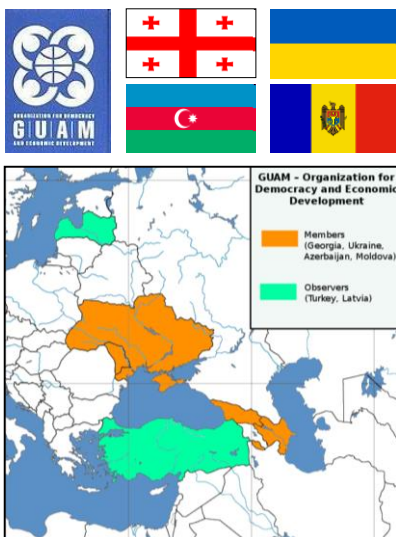 ORGANIZATION FOR DEMOCRACY
G|U|A|M
AND ECONOMIC DEVELOPMENT
GUAM – Organization for
Democracy and Economic
Development
Members
(Georgia, Ukraine,
Azerbaijan, Moldova)
Observers
(Turkey, Latvia)